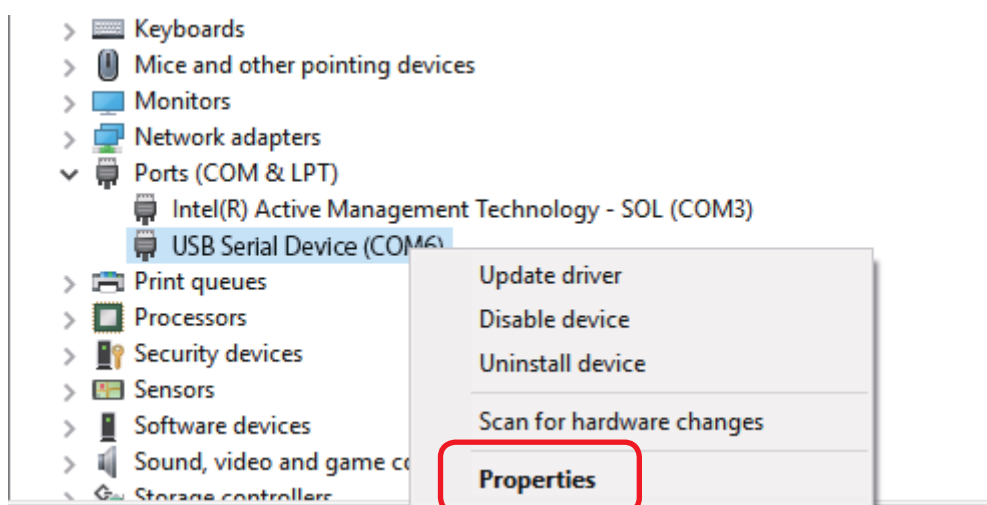 Keyboards
Mice and other pointing devices
Monitors
Network adapters
Ports (COM & LPT)
Intel(R) Active Management Technology - SOL (COM3)
USB Serial Device (COM6)
Print queues
Processors
Security devices
Sensors
Software devices
Sound, video and game co
Storage controllers
Update driver
Disable device
Uninstall device
Scan for hardware changes
Properties